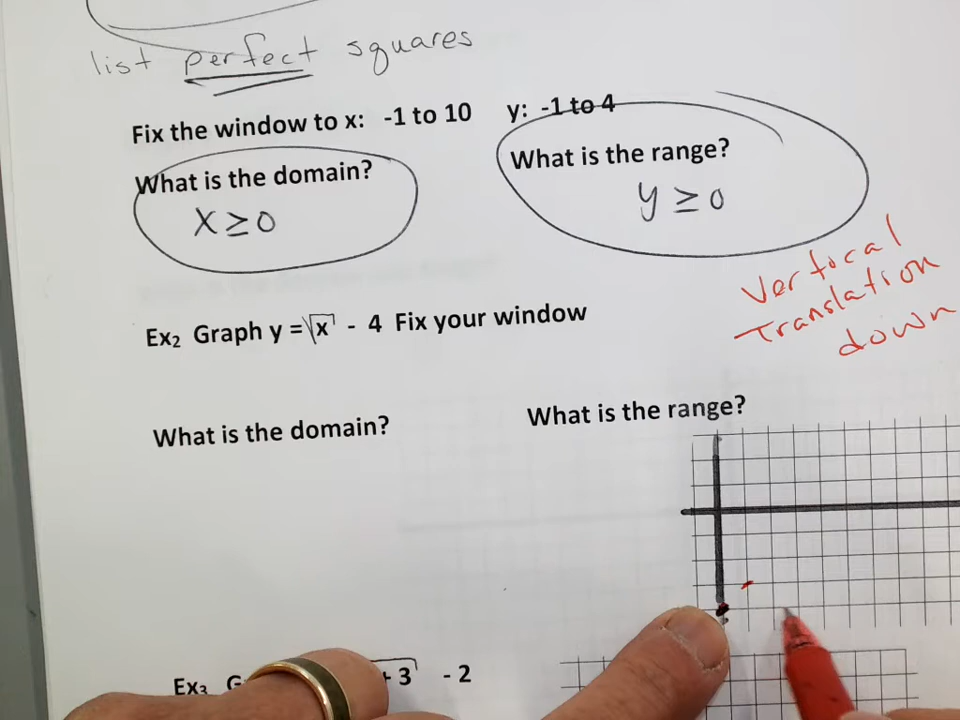 list perfect squares
Fix the window to x: -1 to 10 y: -1 to 4
What is the domain? What is the range?
x ≥ 0 y ≥ 0
Vertical
Translation
down
Ex₂ Graph y = √x - 4 Fix your window
What is the domain? What is the range?
Ex₃ G + 3 - 2